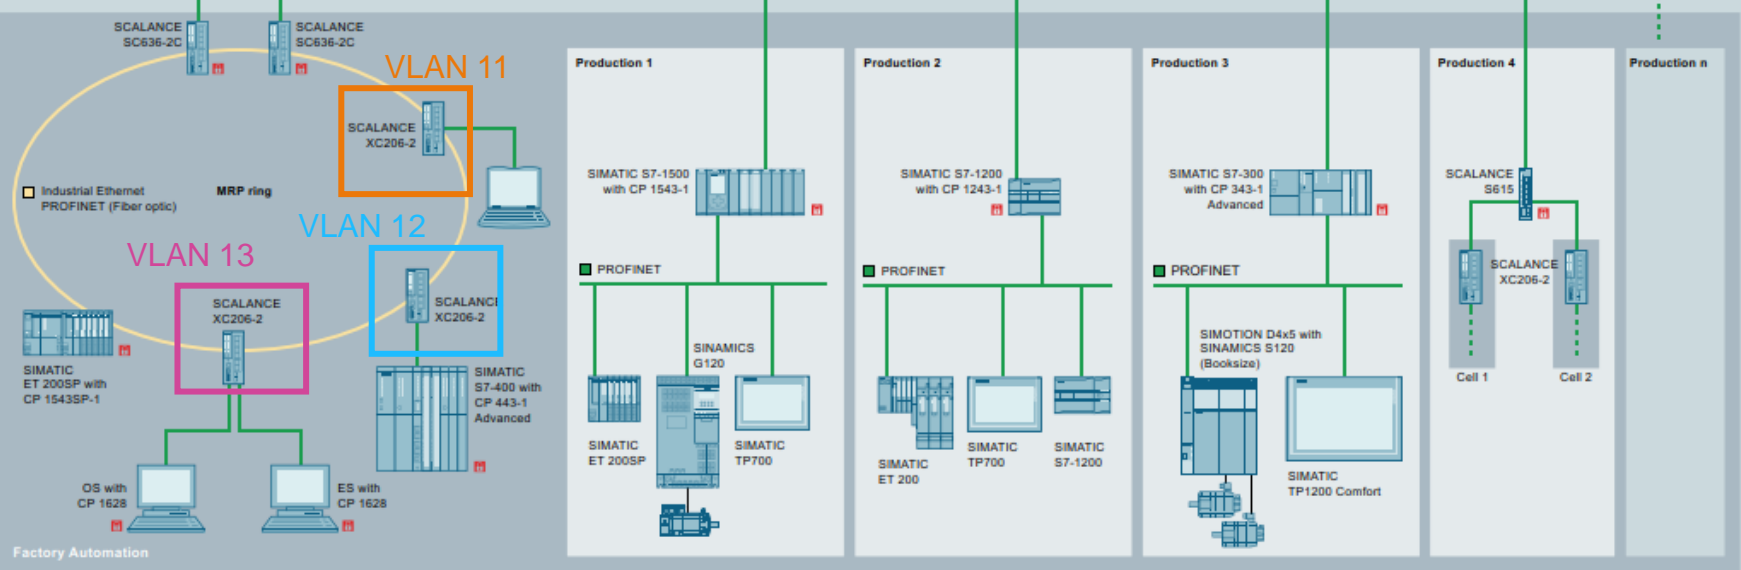 SCALANCE
SC636-2C
SCALANCE
SC636-2C
VLAN 11
SCALANCE
XC206-2
Industrial Ethernet
PROFINET (Fiber optic)
MRP ring
VLAN 12
VLAN 13
SCALANCE
XC206-2
SCALANCE
XC206-2
SIMATIC
ET 200SP with
CP 1543SP-1
SIMATIC
S7-400 with
CP 443-1
Advanced
OS with
CP 1628
ES with
CP 1628
Factory Automation
Production 1
SIMATIC S7-1500
with CP 1543-1
PROFINET
SINAMICS
G120
SIMATIC
ET 200SP
SIMATIC
TP700
Production 2
SIMATIC S7-1200
with CP 1243-1
PROFINET
SIMATIC
ET 200
SIMATIC
TP700
SIMATIC
S7-1200
Production 3
SIMATIC S7-300
with CP 343-1
Advanced
PROFINET
SIMOTION D4x5 with
SINAMICS S120
(Booksize)
SIMATIC
TP1200 Comfort
Production 4
SCALANCE
S615
SCALANCE
XC206-2
Cell 1
Cell 2
Production n